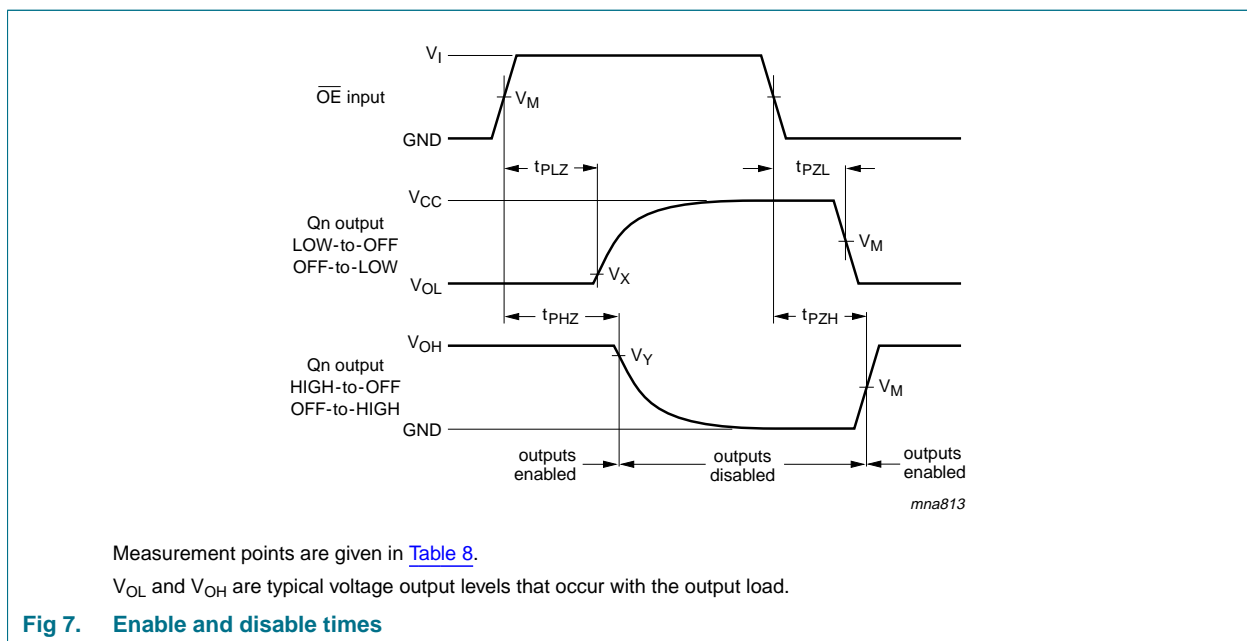 V_I
O̅E̅ input
V_M
GND
t_PLZ
t_PZL
V_CC
Qn output
LOW-to-OFF
OFF-to-LOW
V_M
V_X
V_OL
t_PHZ
t_PZH
V_OH
V_Y
Qn output
HIGH-to-OFF
OFF-to-HIGH
V_M
GND
outputs
enabled
outputs
disabled
outputs
enabled
mna813
Measurement points are given in Table 8.
V_OL and V_OH are typical voltage output levels that occur with the output load.
Fig 7. Enable and disable times